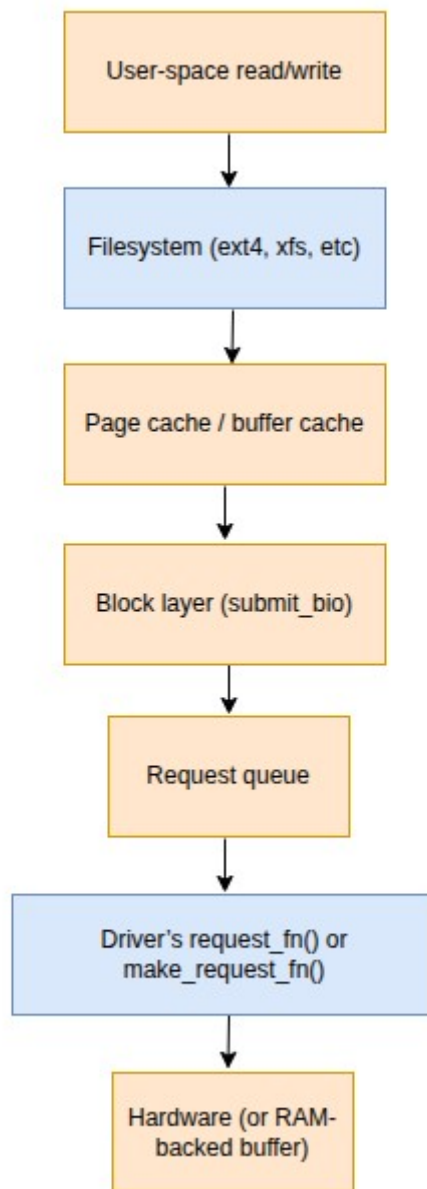 User-space read/write
Filesystem (ext4, xfs, etc)
Page cache / buffer cache
Block layer (submit_bio)
Request queue
Driver’s request_fn() or
make_request_fn()
Hardware (or RAM-
backed buffer)